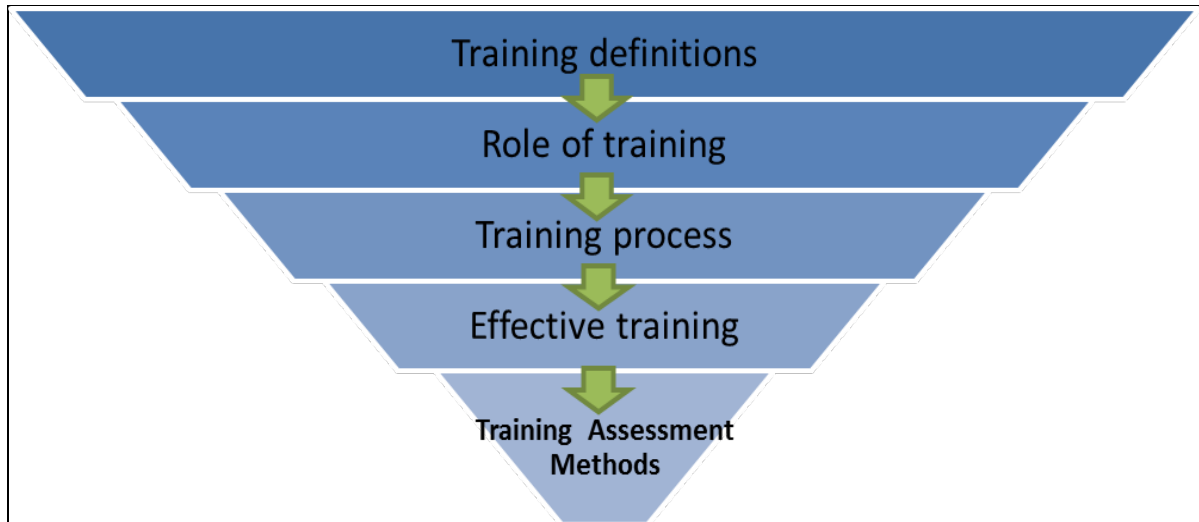 Training definitions
Role of training
Training process
Effective training
Training Assessment
Methods